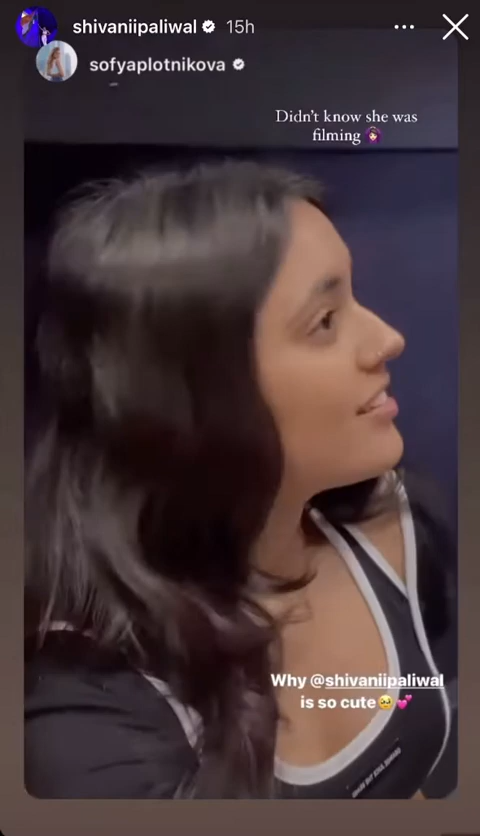 shivaniipaliwal 15h
sofyaplotnikova
Didn't know she was
filming 🙍🏻‍♀️
Why @shivaniipaliwal
is so cute🥹💕